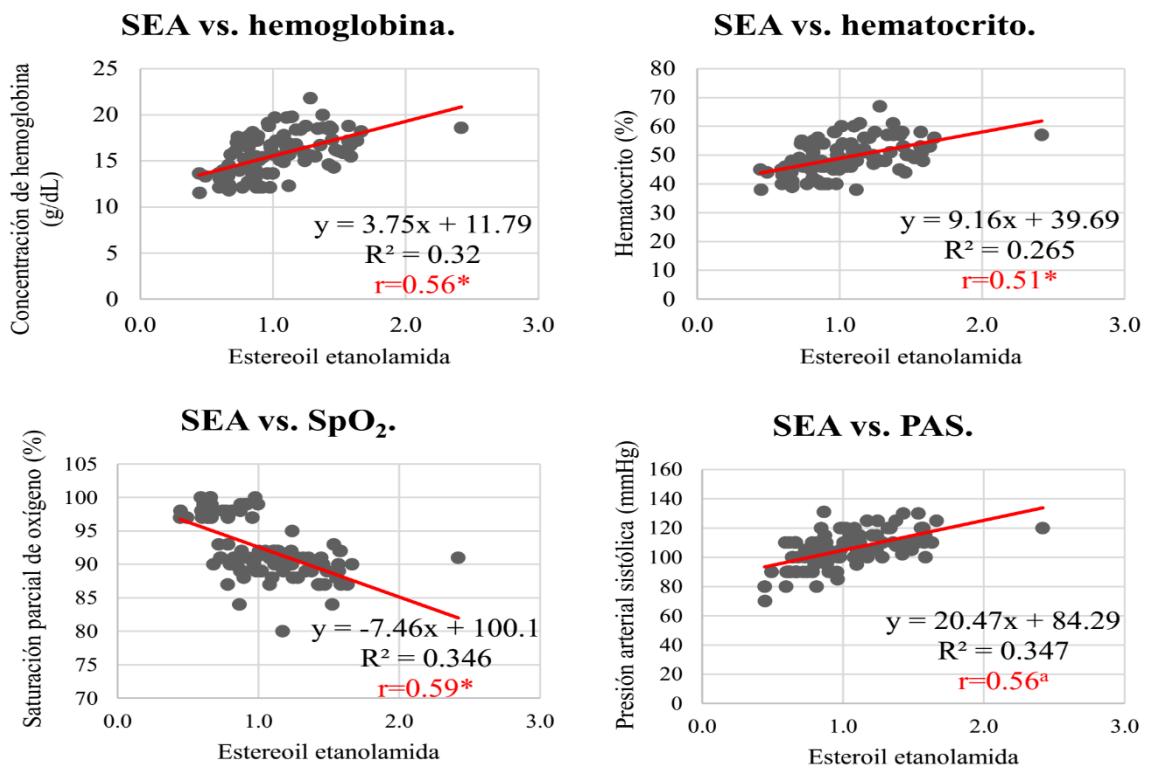 SEA vs. hemoglobina.
Concentración de hemoglobina
(g/dL)
25
20
15
10
5
0
y = 3.75x + 11.79
R² = 0.32
r=0.56*
0.0 1.0 2.0 3.0
Estereoil etanolamida
SEA vs. hematocrito.
Hematocrito (%)
80
70
60
50
40
30
20
10
0
y = 9.16x + 39.69
R² = 0.265
r=0.51*
0.0 1.0 2.0 3.0
Estereoil etanolamida
SEA vs. SpO₂.
Saturación parcial de oxígeno (%)
105
100
95
90
85
80
75
70
y = -7.46x + 100.1
R² = 0.346
r=0.59*
0.0 1.0 2.0 3.0
Estereoil etanolamida
SEA vs. PAS.
Presión arterial sistólica (mmHg)
160
140
120
100
80
60
40
20
0
y = 20.47x + 84.29
R² = 0.347
r=0.56ᵃ
0.0 1.0 2.0 3.0
Esteroil etanolamida